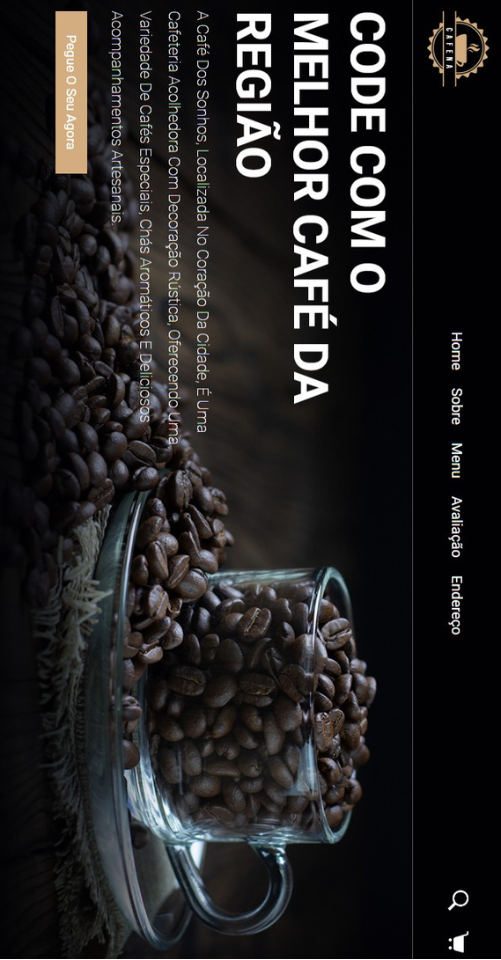 CAFENA
Home Sobre Menu Avaliação Endereço
CODE COM O
MELHOR CAFÉ DA
REGIÃO
A Café Dos Sonhos, Localizada No Coração Da Cidade, É Uma
Cafeteria Acolhedora Com Decoração Rústica, Oferecendo Uma
Variedade De Cafés Especiais, Chás Aromáticos E Deliciosos
Acompanhamentos Artesanais.
Pegue O Seu Agora